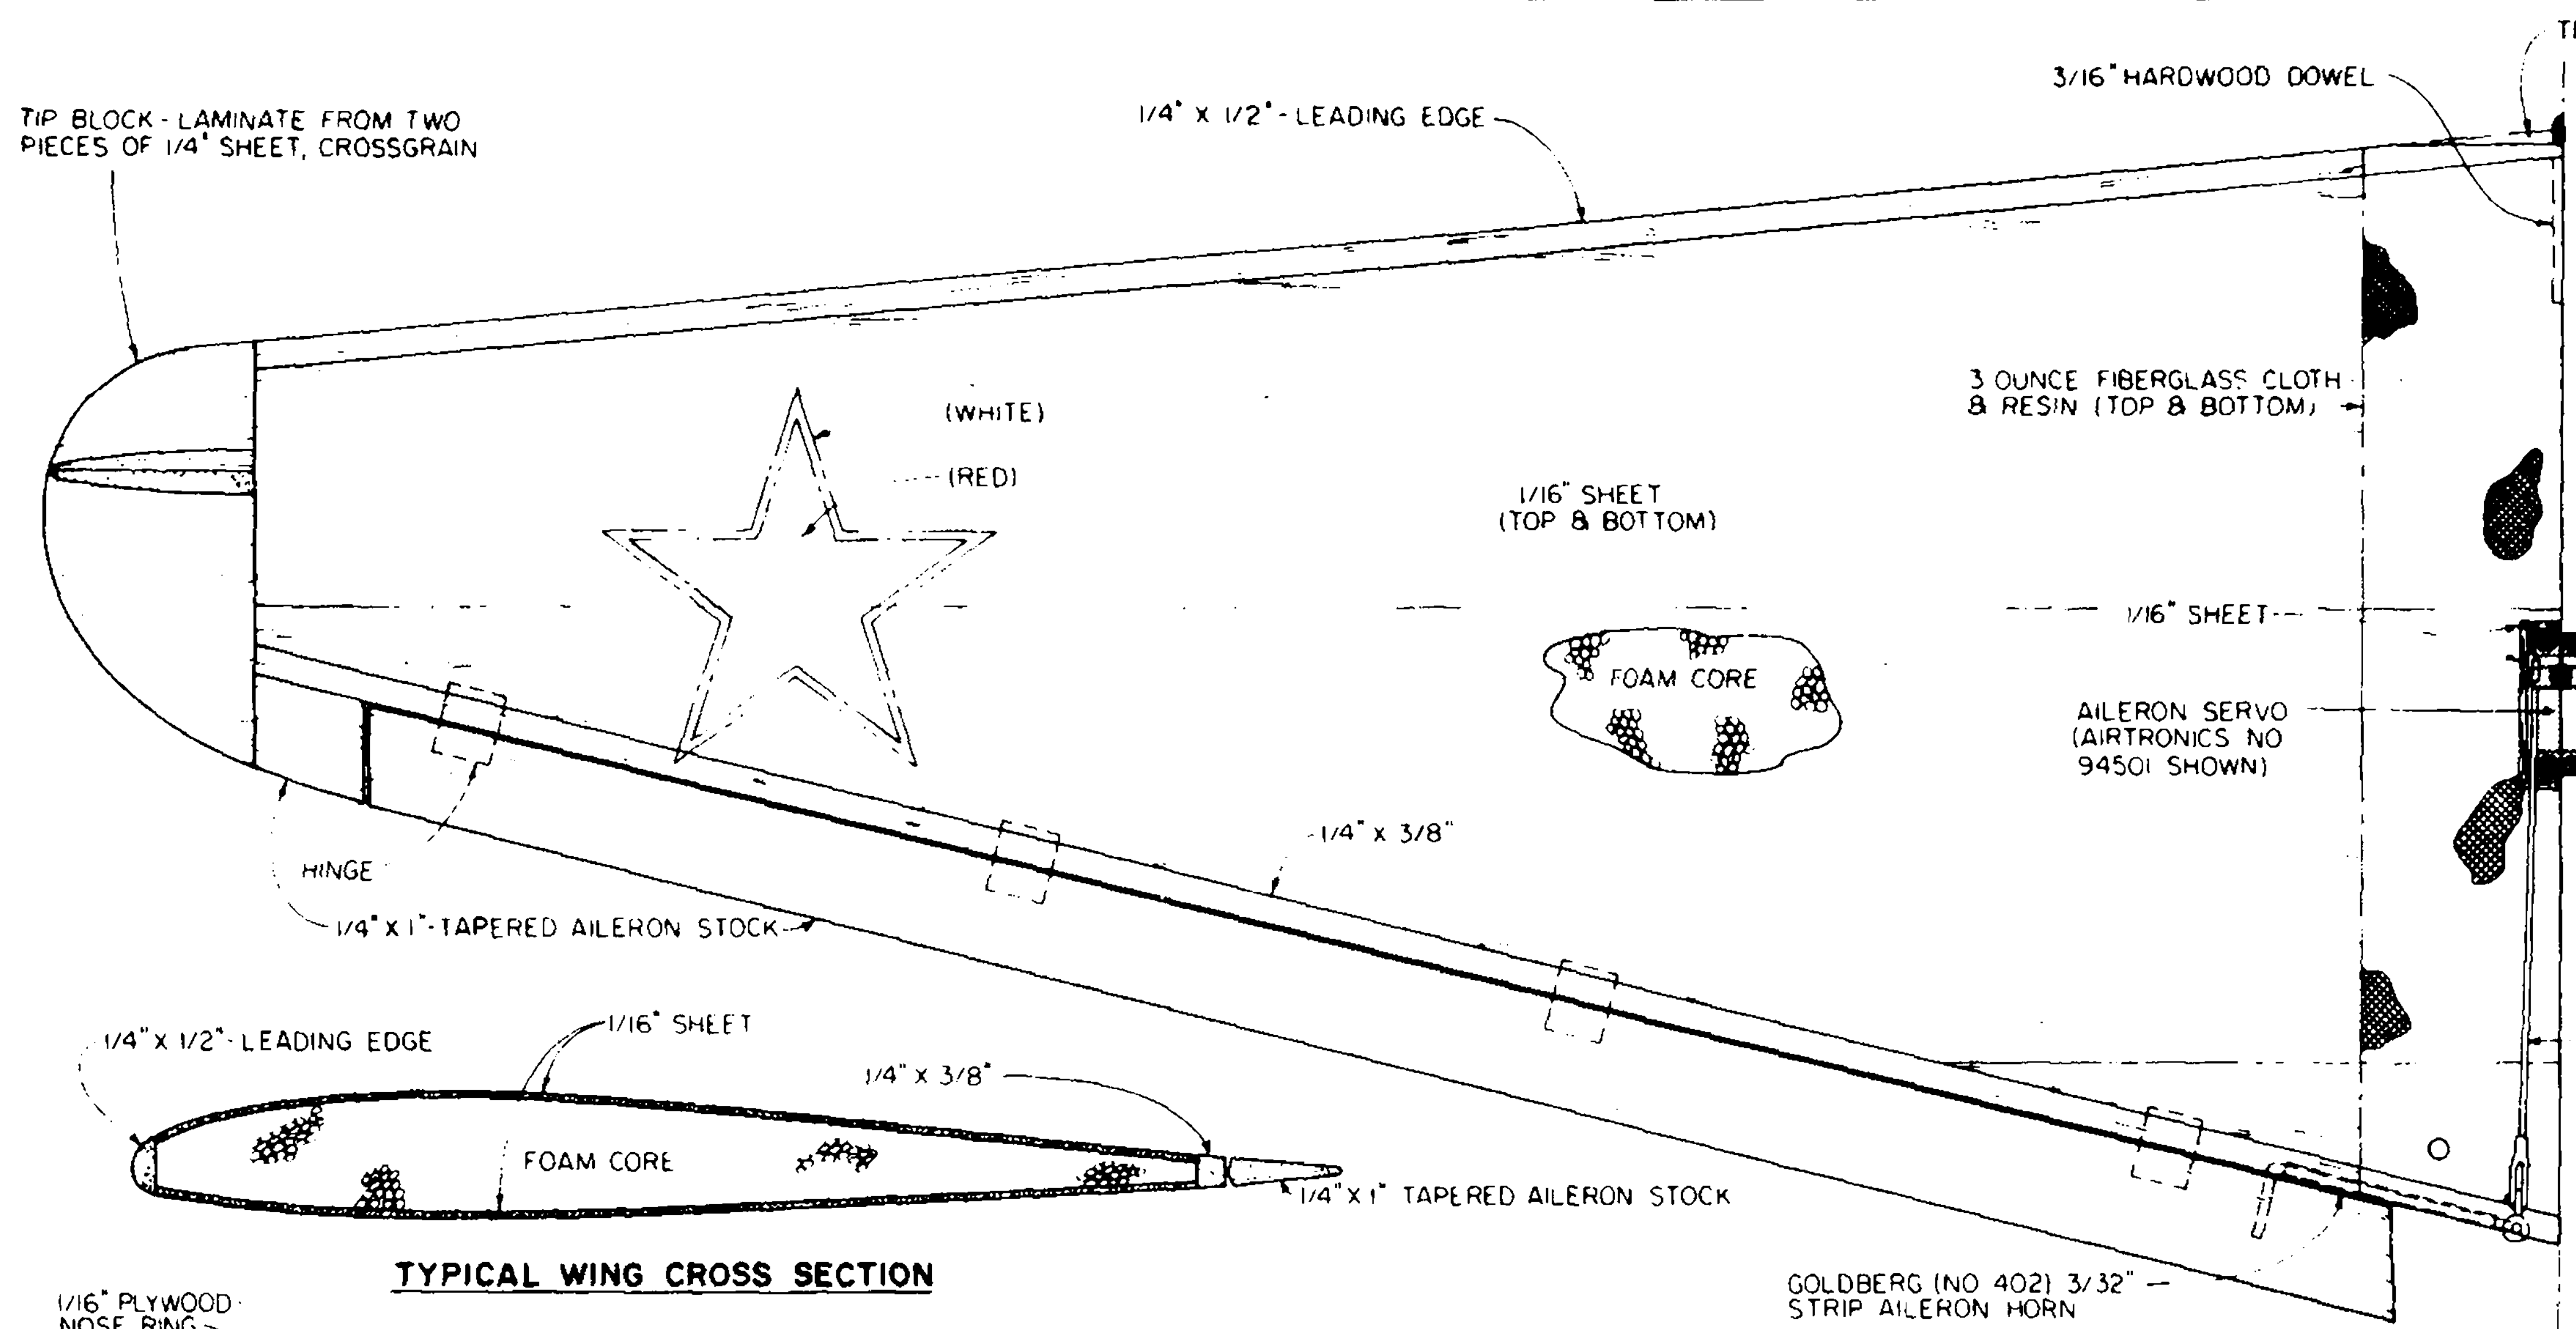 3/16" HARDWOOD DOWEL
1/4" X 1/2" - LEADING EDGE
TIP BLOCK - LAMINATE FROM TWO
PIECES OF 1/4" SHEET, CROSSGRAIN
(WHITE)
(RED)
3 OUNCE FIBERGLASS CLOTH
& RESIN (TOP & BOTTOM)
1/16" SHEET
(TOP & BOTTOM)
1/16" SHEET
FOAM CORE
AILERON SERVO
(AIRTRONICS NO
94501 SHOWN)
1/4" X 3/8"
HINGE
1/4" X 1" - TAPERED AILERON STOCK
1/16" SHEET
1/4" X 1/2" - LEADING EDGE
1/4" X 3/8"
FOAM CORE
1/4" X 1" TAPERED AILERON STOCK
TYPICAL WING CROSS SECTION
GOLDBERG (NO 402) 3/32"
STRIP AILERON HORN
1/16" PLYWOOD
NOSE RING